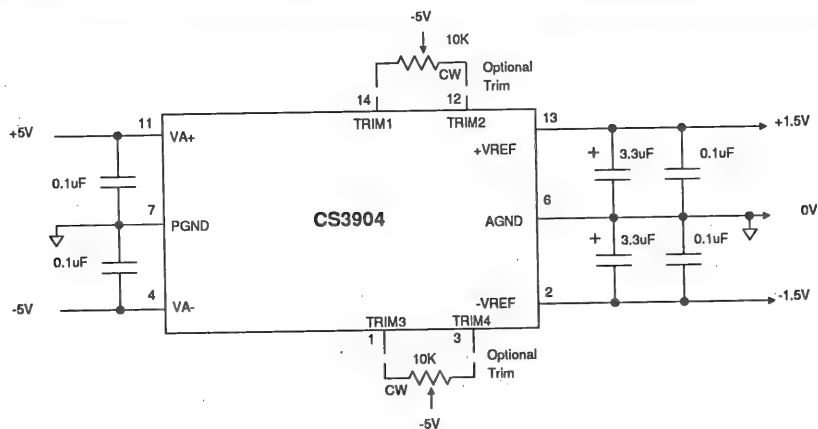 -5V
10K
CW
Optional
Trim
14
12
TRIM1
TRIM2
+5V
11
VA+
13
+VREF
+1.5V
+
3.3uF
0.1uF
0.1uF
7
PGND
CS3904
6
AGND
0V
0.1uF
+
3.3uF
0.1uF
-5V
4
VA-
-VREF
2
-1.5V
TRIM3
TRIM4
1
3
10K
CW
Optional
Trim
-5V